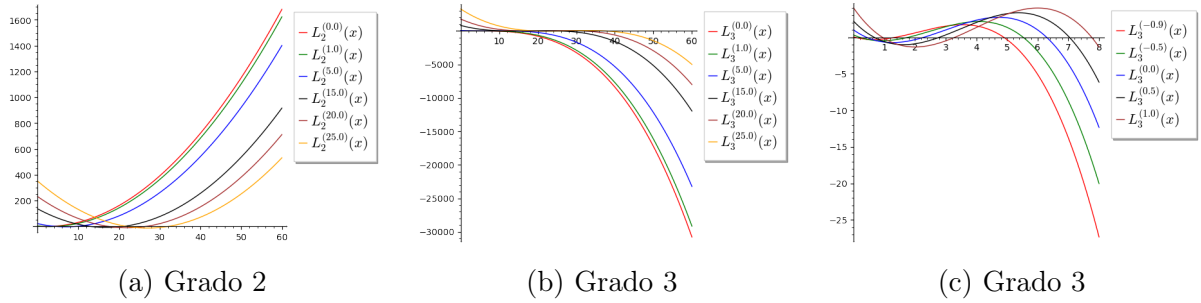 1600
1400
1200
1000
800
600
400
200
10 20 30 40 50 60
L_2^{(0.0)}(x)
L_2^{(1.0)}(x)
L_2^{(5.0)}(x)
L_2^{(15.0)}(x)
L_2^{(20.0)}(x)
L_2^{(25.0)}(x)
(a) Grado 2
10 20 30 40 50 60
-5000
-10000
-15000
-20000
-25000
-30000
L_3^{(0.0)}(x)
L_3^{(1.0)}(x)
L_3^{(5.0)}(x)
L_3^{(15.0)}(x)
L_3^{(20.0)}(x)
L_3^{(25.0)}(x)
(b) Grado 3
1 2 3 4 5 6 7 8
-5
-10
-15
-20
-25
L_3^{(-0.9)}(x)
L_3^{(-0.5)}(x)
L_3^{(0.0)}(x)
L_3^{(0.5)}(x)
L_3^{(1.0)}(x)
(c) Grado 3